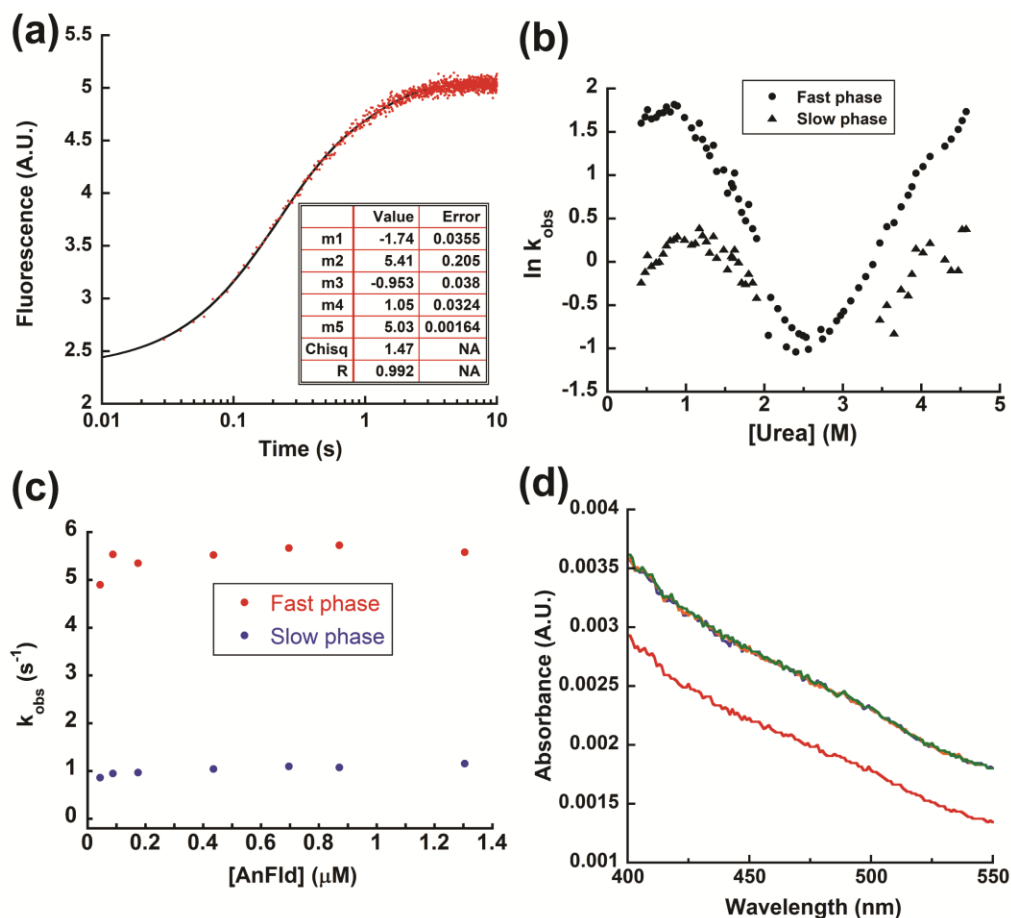 (a)
Fluorescence (A.U.)
5.5
5
4.5
4
3.5
3
2.5
2
0.01 0.1 1 10
Time (s)
Value Error
m1 -1.74 0.0355
m2 5.41 0.205
m3 -0.953 0.038
m4 1.05 0.0324
m5 5.03 0.00164
Chisq 1.47 NA
R 0.992 NA
(b)
ln kobs
2
1.5
1
0.5
0
-0.5
-1
-1.5
0 1 2 3 4 5
[Urea] (M)
Fast phase
Slow phase
(c)
kobs (s-1)
6
5
4
3
2
1
0
0 0.2 0.4 0.6 0.8 1 1.2 1.4
[AnFld] (μM)
Fast phase
Slow phase
(d)
Absorbance (A.U.)
0.004
0.0035
0.003
0.0025
0.002
0.0015
0.001
400 450 500 550
Wavelength (nm)